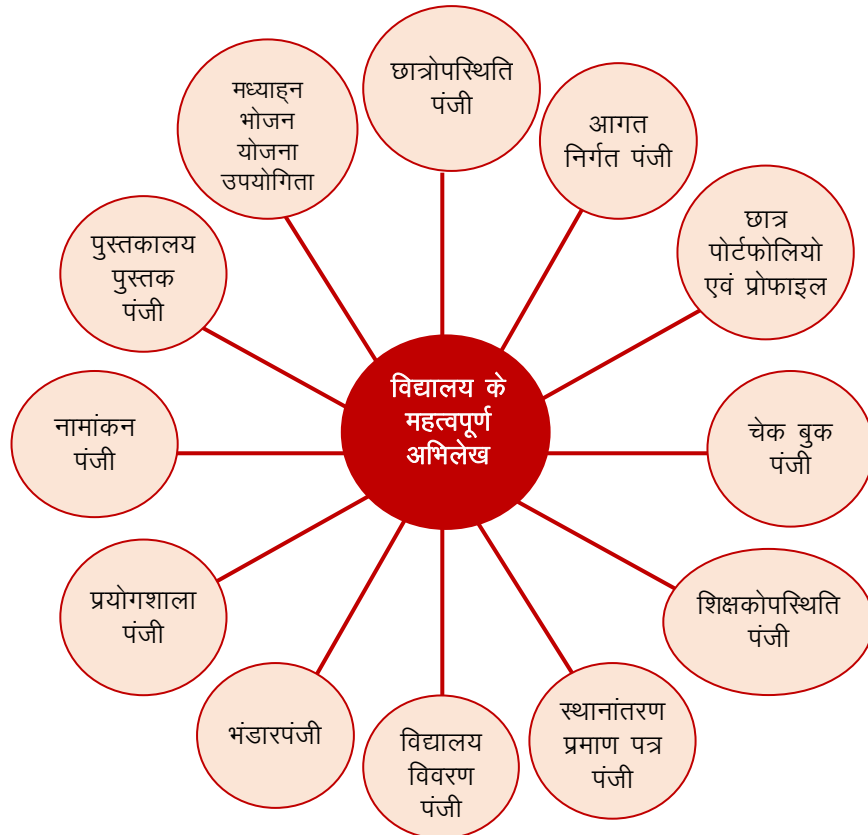 विद्यालय के
महत्वपूर्ण
अभिलेख
छात्रोपस्थिति
पंजी
आगत
निर्गत पंजी
छात्र
पोर्टफोलियो
एवं प्रोफाइल
चेक बुक
पंजी
शिक्षकोपस्थिति
पंजी
स्थानांतरण
प्रमाण पत्र
पंजी
विद्यालय
विवरण
पंजी
भंडारपंजी
प्रयोगशाला
पंजी
नामांकन
पंजी
पुस्तकालय
पुस्तक
पंजी
मध्याह्न
भोजन
योजना
उपयोगिता